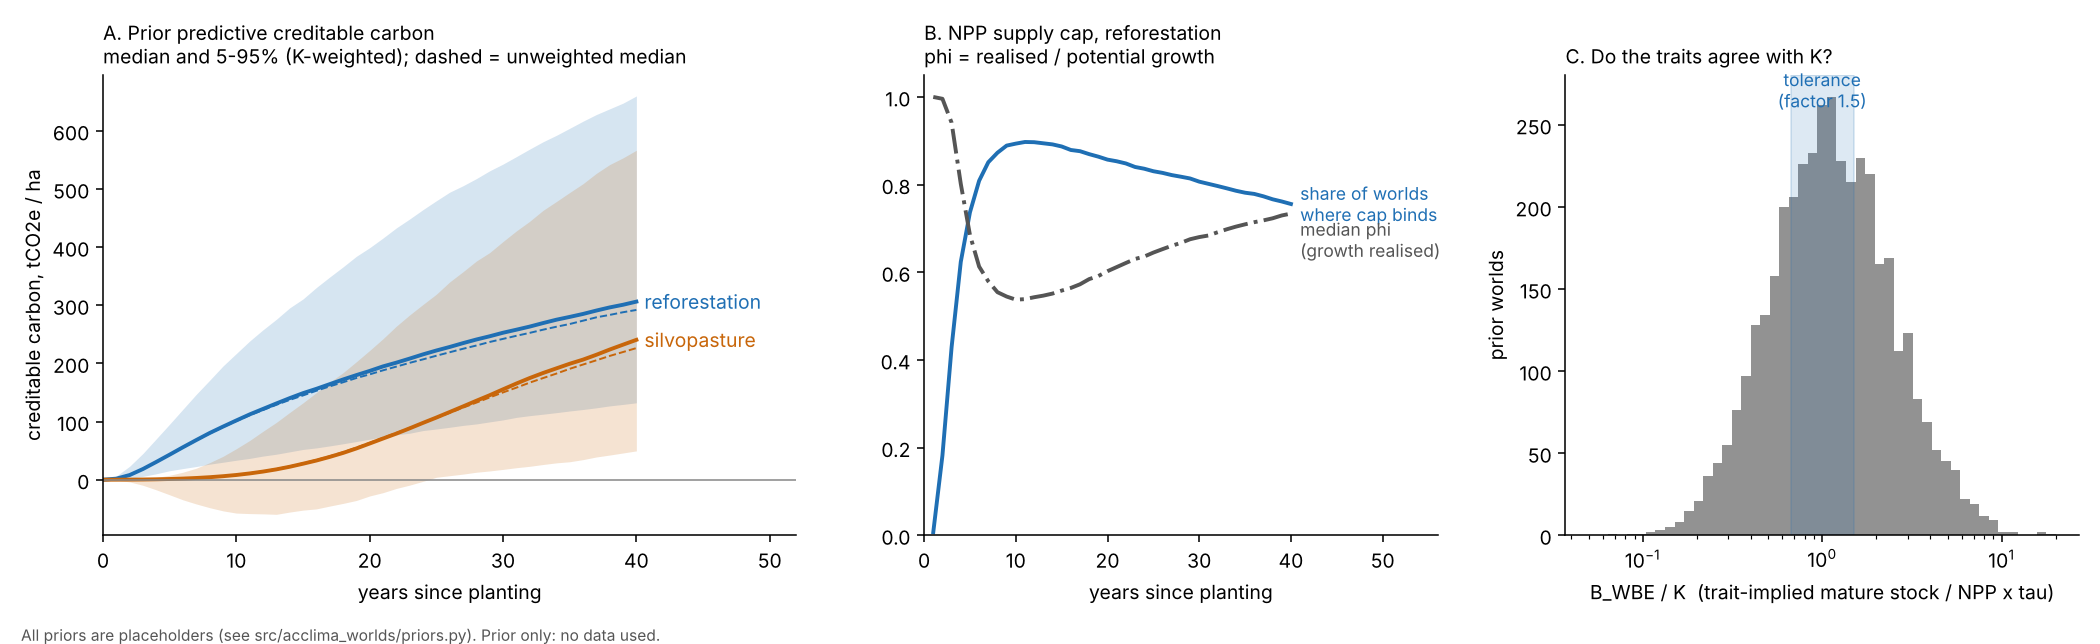 A. Prior predictive creditable carbon
median and 5-95% (K-weighted); dashed = unweighted median
creditable carbon, tCO2e / ha
600
500
400
300
200
100
0
reforestation
silvopasture
0 10 20 30 40 50
years since planting
B. NPP supply cap, reforestation
phi = realised / potential growth
1.0
0.8
0.6
0.4
0.2
0.0
share of worlds
where cap binds
median phi
(growth realised)
0 10 20 30 40 50
years since planting
C. Do the traits agree with K?
tolerance
(factor 1.5)
prior worlds
250
200
150
100
50
0
10⁻¹ 10⁰ 10¹
B_WBE / K (trait-implied mature stock / NPP x tau)
All priors are placeholders (see src/acclima_worlds/priors.py). Prior only: no data used.